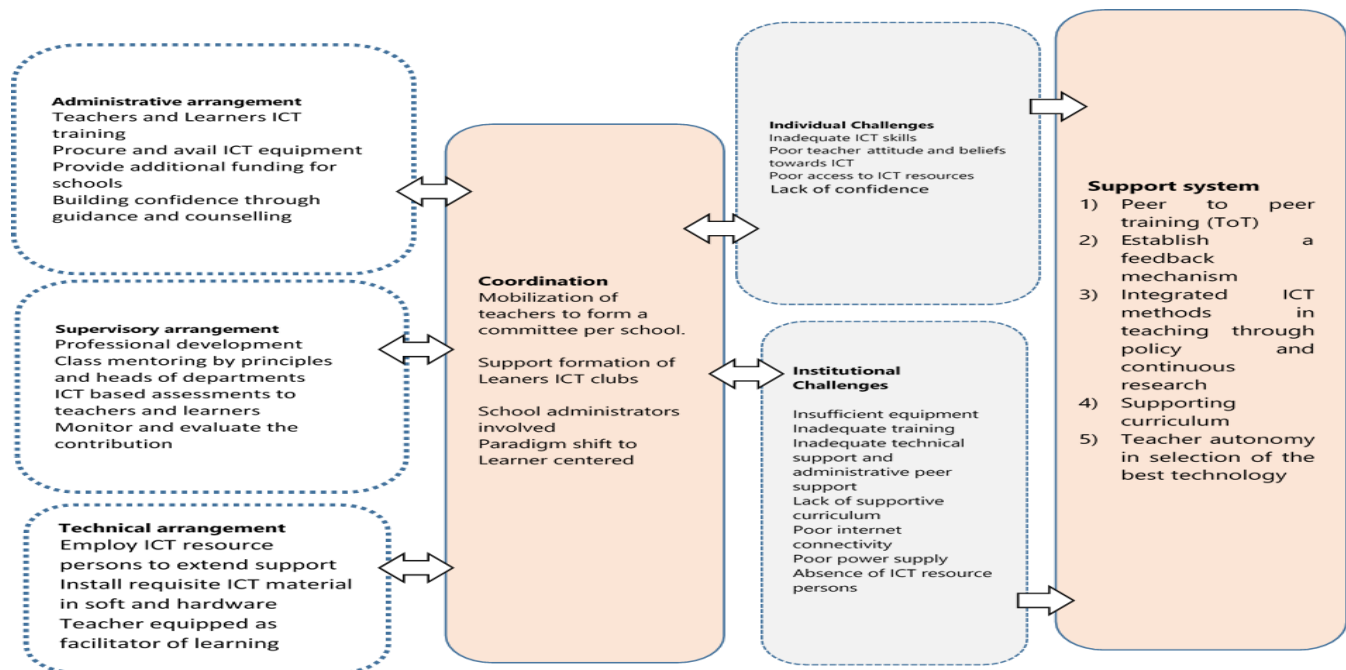 Administrative arrangement
Teachers and Learners ICT
training
Procure and avail ICT equipment
Provide additional funding for
schools
Building confidence through
guidance and counselling
Supervisory arrangement
Professional development
Class mentoring by principles
and heads of departments
ICT based assessments to
teachers and learners
Monitor and evaluate the
contribution
Technical arrangement
Employ ICT resource
persons to extend support
Install requisite ICT material
in soft and hardware
Teacher equipped as
facilitator of learning
Coordination
Mobilization of
teachers to form a
committee per school.
Support formation of
Leaners ICT clubs
School administrators
involved
Paradigm shift to
Learner centered
Individual Challenges
Inadequate ICT skills
Poor teacher attitude and beliefs
towards ICT
Poor access to ICT resources
Lack of confidence
Institutional
Challenges
Insufficient equipment
Inadequate training
Inadequate technical
support and
administrative peer
support
Lack of supportive
curriculum
Poor internet
connectivity
Poor power supply
Absence of ICT resource
persons
Support system
1) Peer to peer
training (ToT)
2) Establish a
feedback
mechanism
3) Integrated ICT
methods in
teaching through
policy and
continuous
research
4) Supporting
curriculum
5) Teacher autonomy
in selection of the
best technology